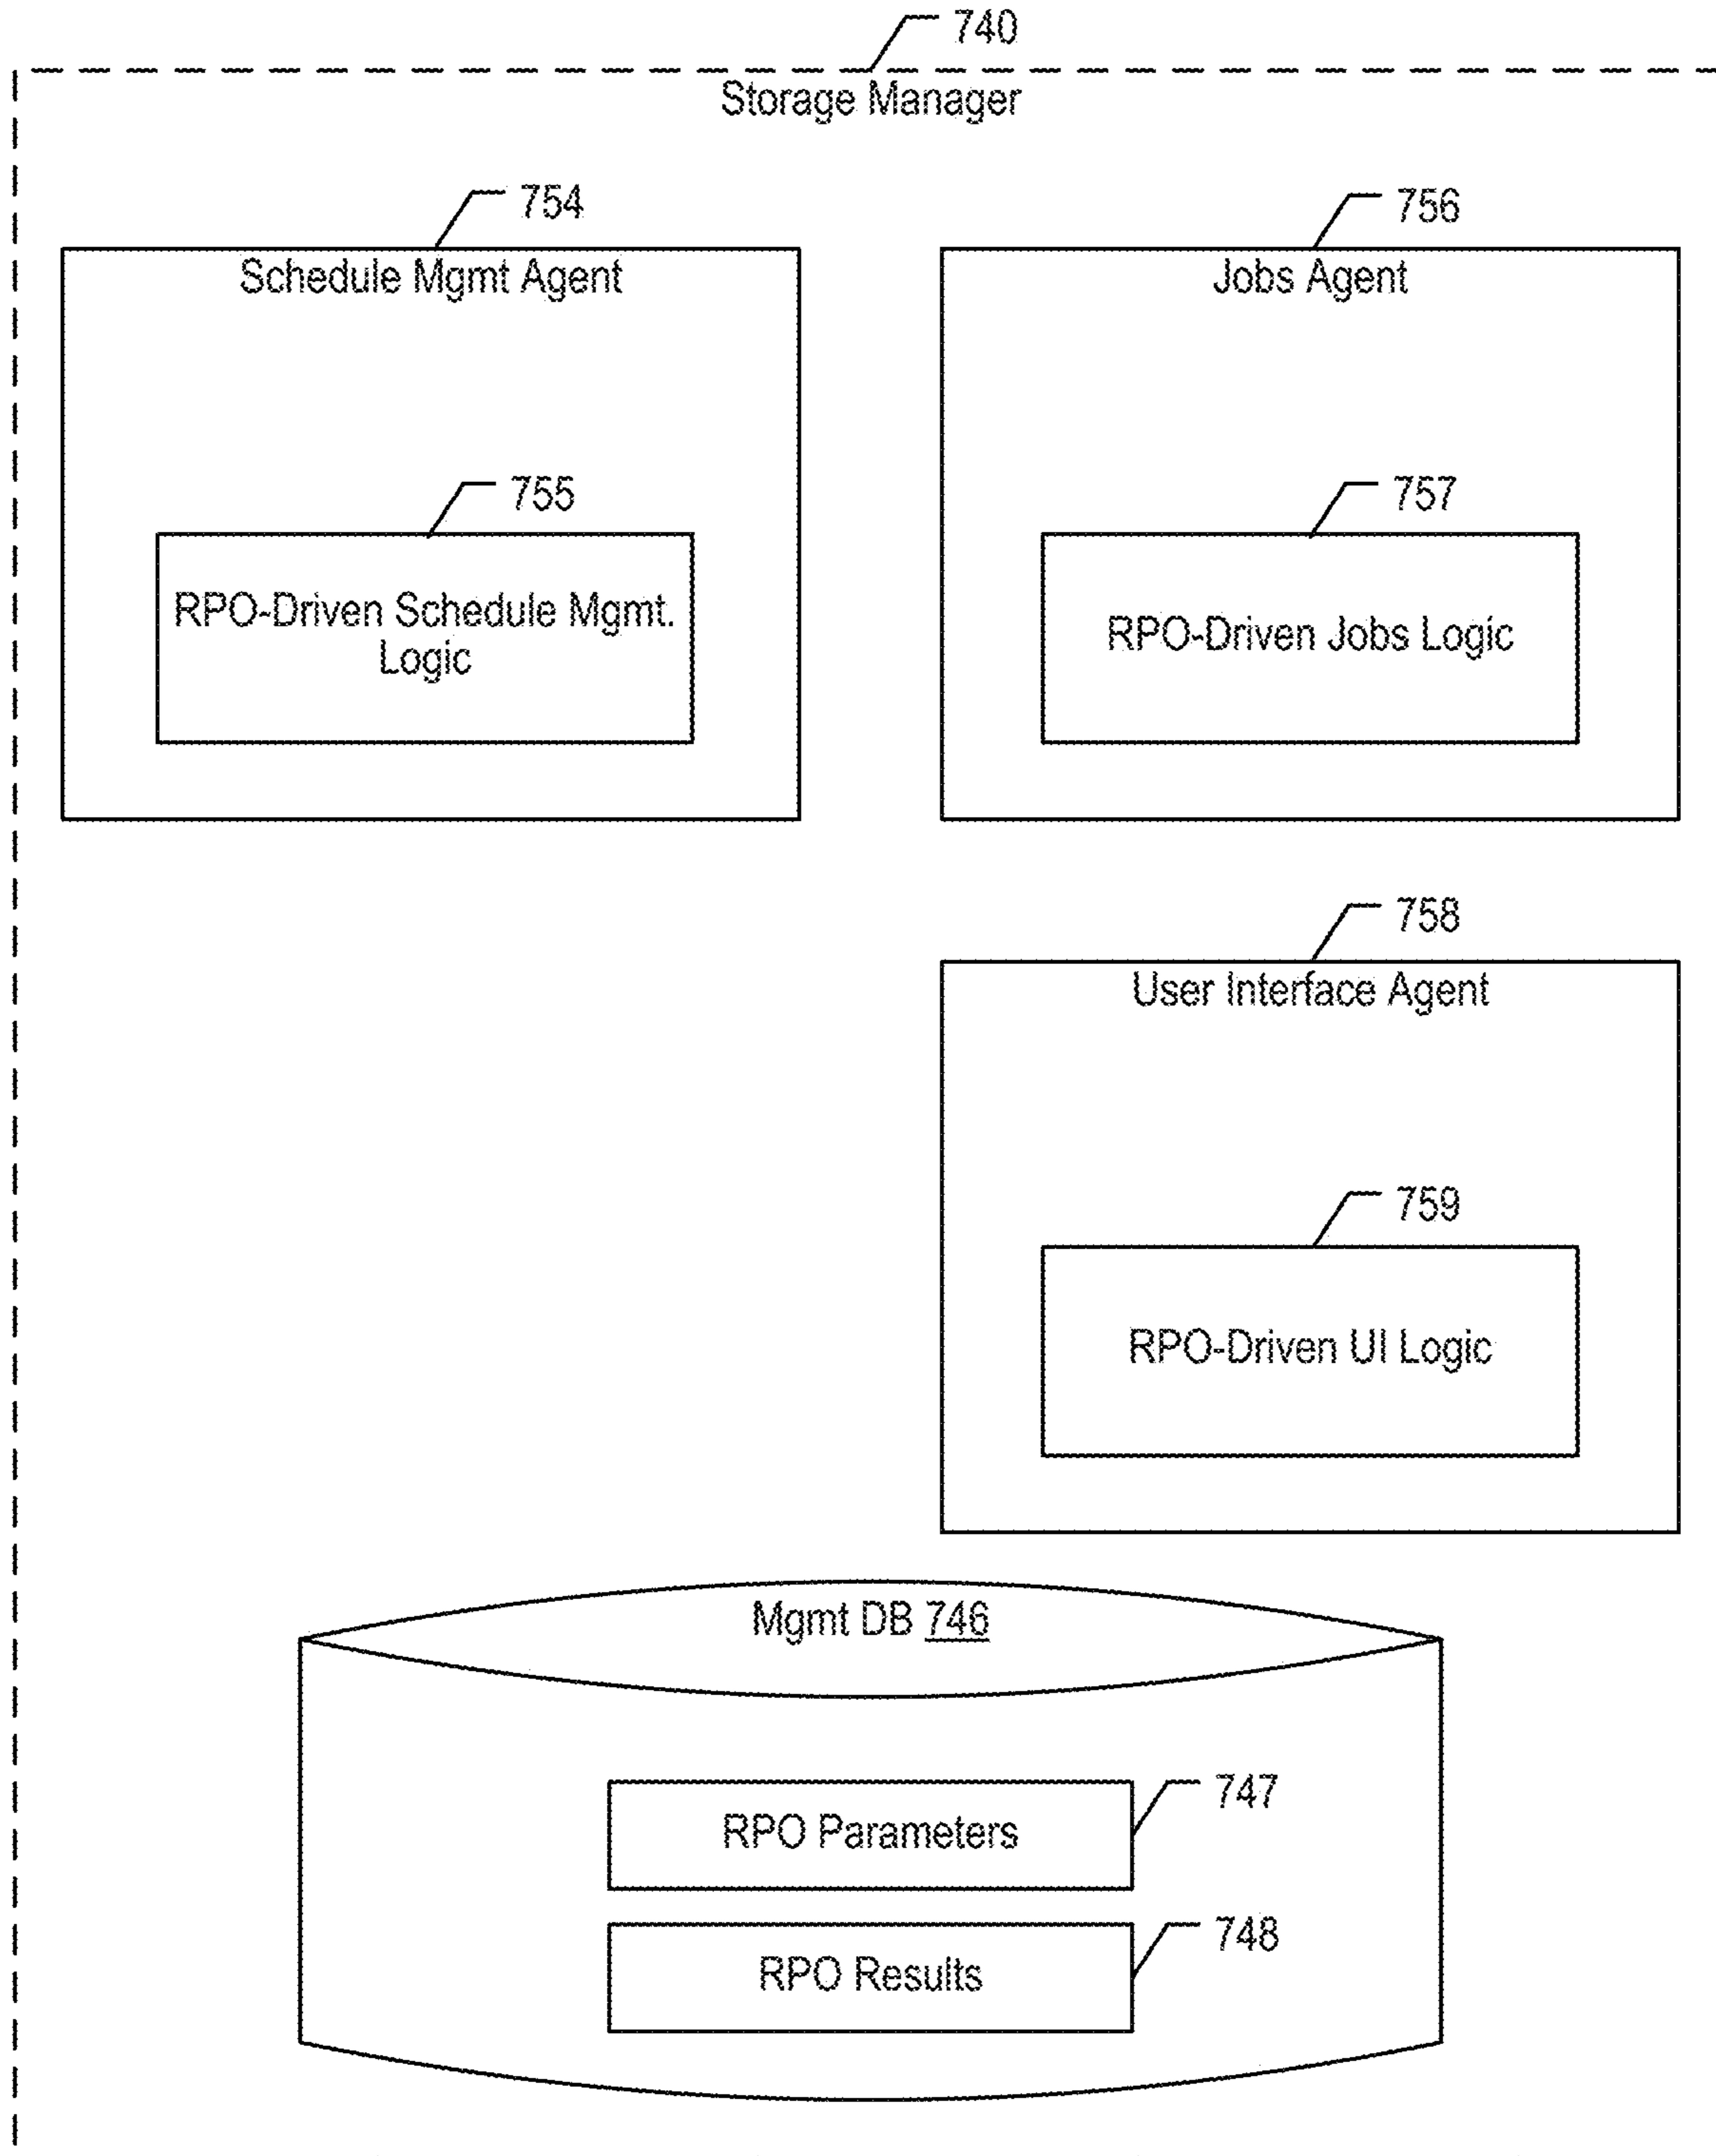 740
Storage Manager
754
756
Schedule Mgmt Agent
Jobs Agent
755
757
RPO-Driven Schedule Mgmt.
Logic
RPO-Driven Jobs Logic
758
User Interface Agent
759
RPO-Driven UI Logic
Mgmt DB 746
747
RPO Parameters
748
RPO Results